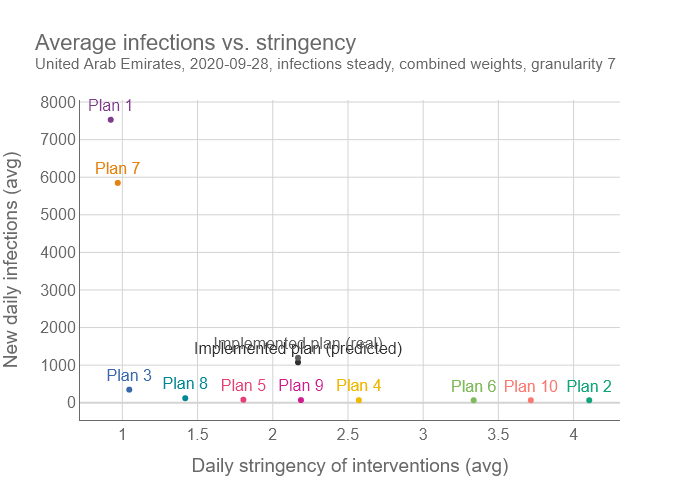 Average infections vs. stringency
United Arab Emirates, 2020-09-28, infections steady, combined weights, granularity 7
New daily infections (avg)
8000
7000
6000
5000
4000
3000
2000
1000
0
Plan 1
Plan 7
Implemented plan (real)
Implemented plan (predicted)
Plan 3
Plan 8
Plan 5
Plan 9
Plan 4
Plan 6
Plan 10
Plan 2
1
1.5
2
2.5
3
3.5
4
Daily stringency of interventions (avg)